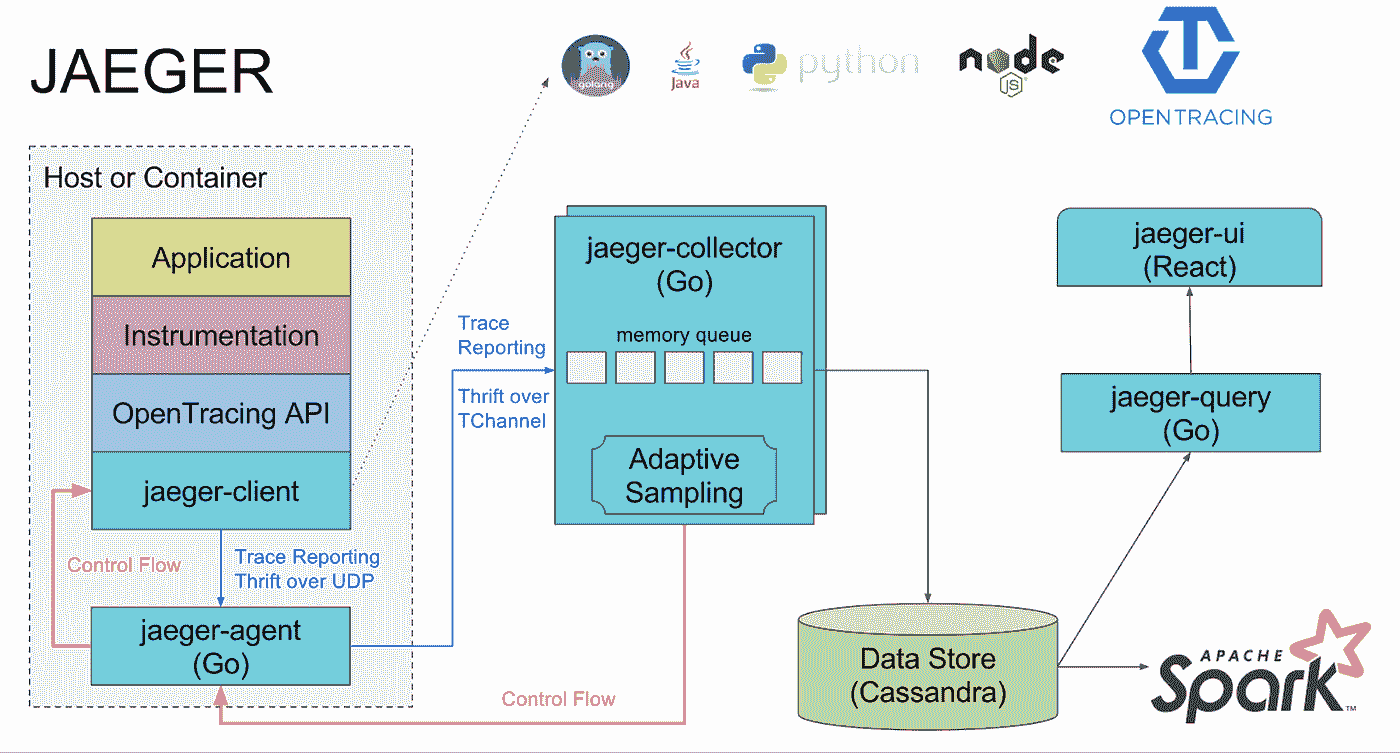 JAEGER
golang
Java
python
node
JS
OPENTRACING
Host or Container
Application
Instrumentation
OpenTracing API
jaeger-client
Control Flow
Trace Reporting
Thrift over UDP
jaeger-agent
(Go)
Trace
Reporting
Thrift over
TChannel
jaeger-collector
(Go)
memory queue
Adaptive
Sampling
Control Flow
Data Store
(Cassandra)
jaeger-ui
(React)
jaeger-query
(Go)
APACHE
Spark
TM